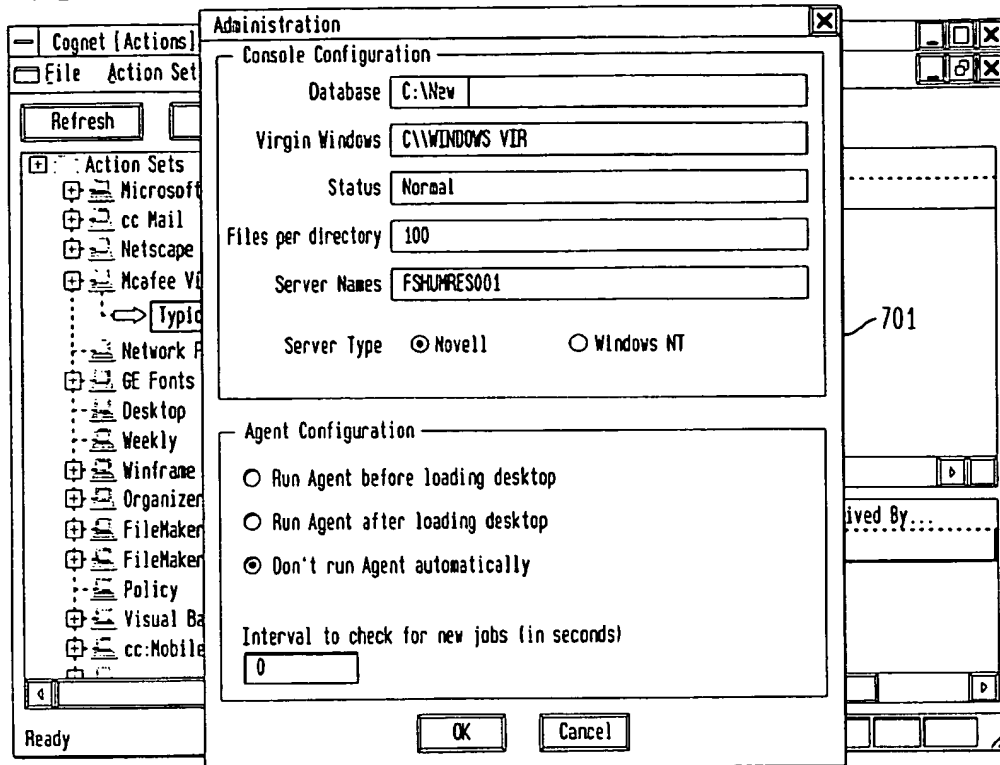 Administration
Cognet [Actions]
File Action Set
Refresh
Action Sets
Microsoft
cc Mail
Netscape
Mcafee Vi
Typic
Network P
GE Fonts
Desktop
Weekly
Winframe
Organizer
FileMaker
FileMaker
Policy
Visual Ba
cc:Mobile
Ready
Console Configuration
Database C:\New
Virgin Windows C\\WINDOWS VIR
Status Normal
Files per directory 100
Server Names FSHUMRES001
Server Type Novell Windows NT
Agent Configuration
Run Agent before loading desktop
Run Agent after loading desktop
Don't run Agent automatically
Interval to check for new jobs (in seconds)
0
OK Cancel
701
ived By...